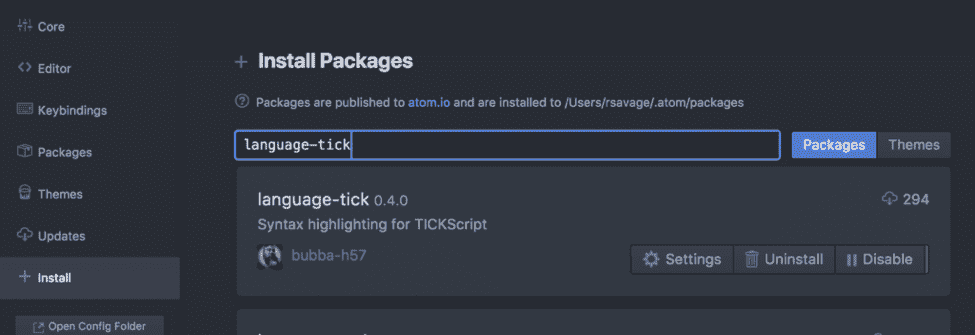 Core
Editor
Keybindings
Packages
Themes
Updates
Install
Open Config Folder
+ Install Packages
Packages are published to atom.io and are installed to /Users/rsavage/.atom/packages
language-tick
Packages Themes
language-tick 0.4.0 294
Syntax highlighting for TICKScript
bubba-h57
Settings Uninstall Disable